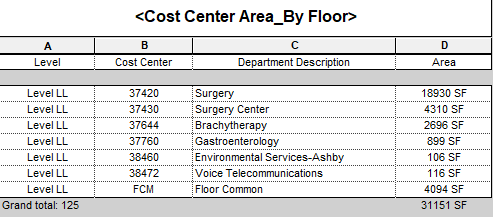 <Cost Center Area_By Floor>
A B C D
Level Cost Center Department Description Area
Level LL 37420 Surgery 18930 SF
Level LL 37430 Surgery Center 4310 SF
Level LL 37644 Brachytherapy 2696 SF
Level LL 37760 Gastroenterology 899 SF
Level LL 38460 Environmental Services-Ashby 106 SF
Level LL 38472 Voice Telecommunications 116 SF
Level LL FCM Floor Common 4094 SF
Grand total: 125 31151 SF